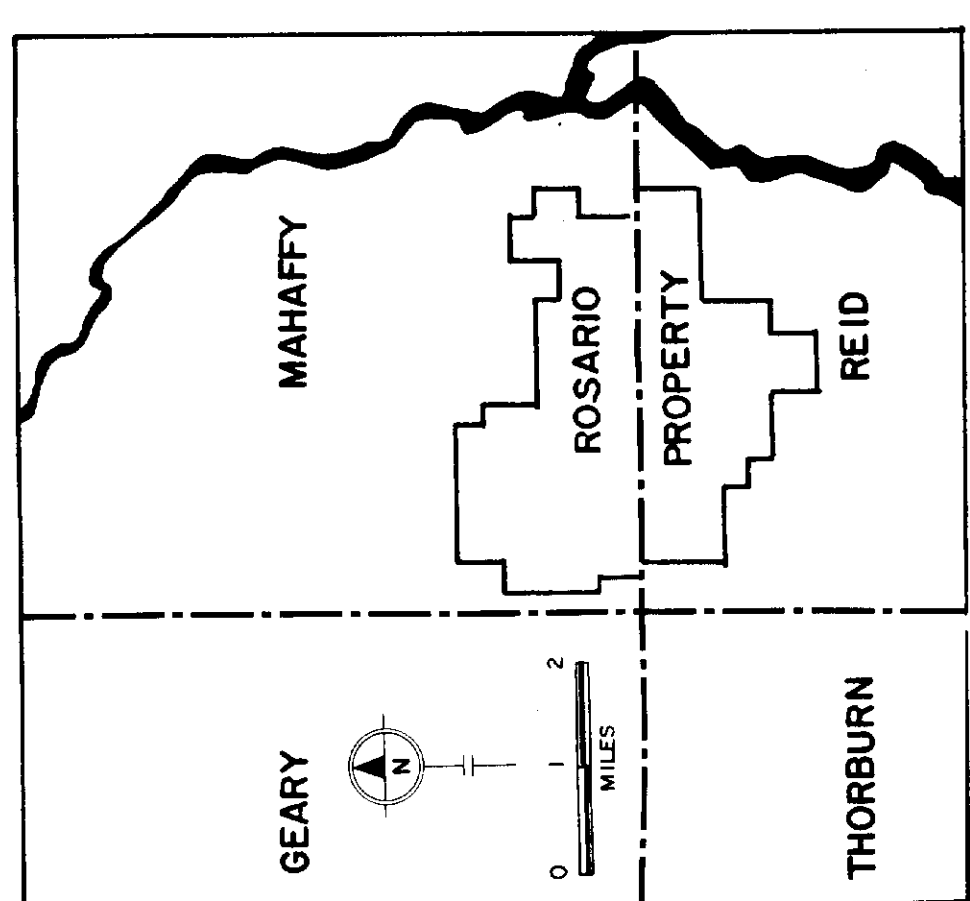 MAHAFFY
ROSARIO
PROPERTY
REID
GEARY
N
0 1 2
MILES
THORBURN